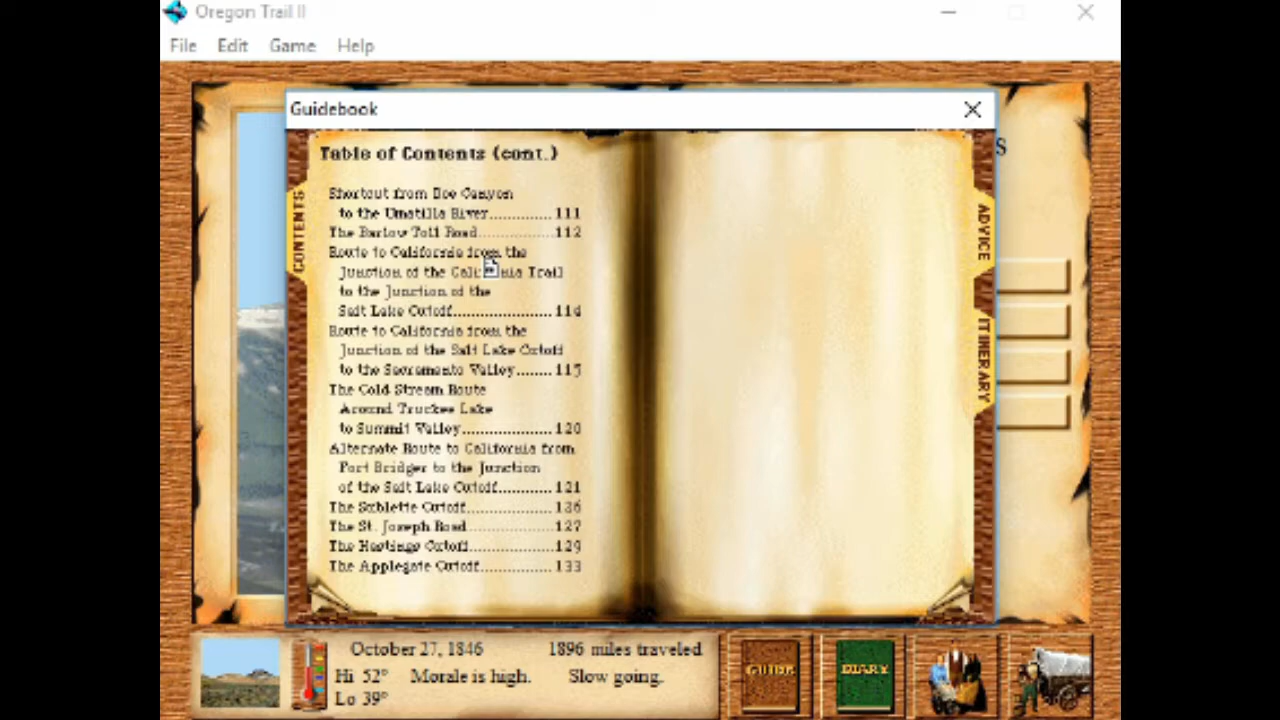 Oregon Trail II
File Edit Game Help
Guidebook
Table of Contents (cont.)
Shortcut from Doe Canyon
to the Umatilla River............111
The Barlow Toll Road..............112
Route to California from the
Junction of the California Trail
to the Junction of the
Salt Lake Cutoff..................114
Route to California from the
Junction of the Salt Lake Cutoff
to the Sacramento Valley.......115
The Cold Stream Route
Around Truckee Lake
to Summit Valley.................120
Alternate Route to California from
Fort Bridger to the Junction
of the Salt Lake Cutoff..........121
The Sublette Cutoff................126
The St. Joseph Road................127
The Hastings Cutoff................129
The Applegate Cutoff..............133
CONTENTS
ADVICE
ITINERARY
S
October 27, 1846 1896 miles traveled
Hi 52° Morale is high. Slow going.
Lo 39°
GUIDE
DIARY